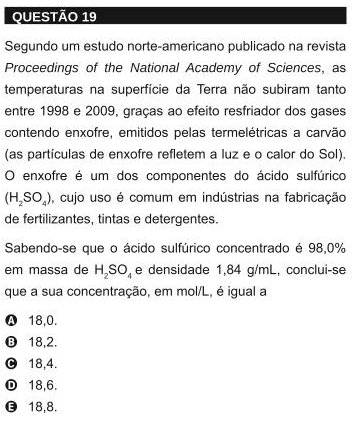 QUESTÃO 19
Segundo um estudo norte-americano publicado na revista
Proceedings of the National Academy of Sciences, as
temperaturas na superfície da Terra não subiram tanto
entre 1998 e 2009, graças ao efeito resfriador dos gases
contendo enxofre, emitidos pelas termelétricas a carvão
(as partículas de enxofre refletem a luz e o calor do Sol).
O enxofre é um dos componentes do ácido sulfúrico
(H₂SO₄), cujo uso é comum em indústrias na fabricação
de fertilizantes, tintas e detergentes.
Sabendo-se que o ácido sulfúrico concentrado é 98,0%
em massa de H₂SO₄ e densidade 1,84 g/mL, conclui-se
que a sua concentração, em mol/L, é igual a
A 18,0.
B 18,2.
C 18,4.
D 18,6.
E 18,8.